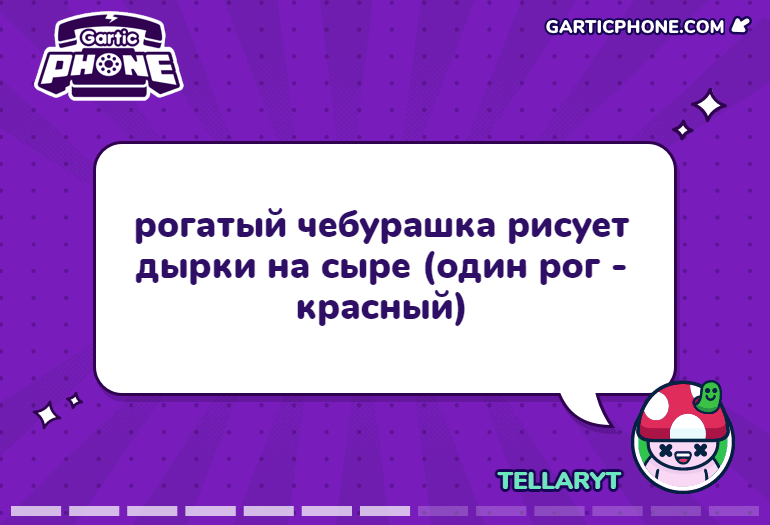 Gartic
PHONE
GARTICPHONE.COM
рогатый чебурашка рисует
дырки на сыре (один рог -
красный)
TELLARYT